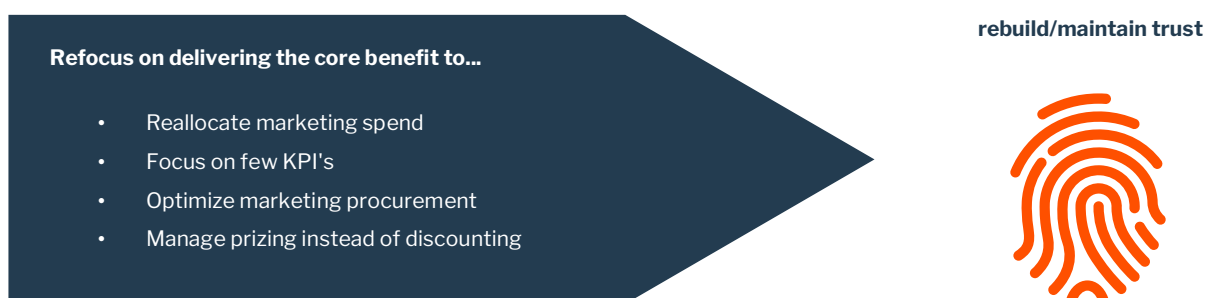 rebuild/maintain trust
Refocus on delivering the core benefit to...
• Reallocate marketing spend
• Focus on few KPI's
• Optimize marketing procurement
• Manage prizing instead of discounting